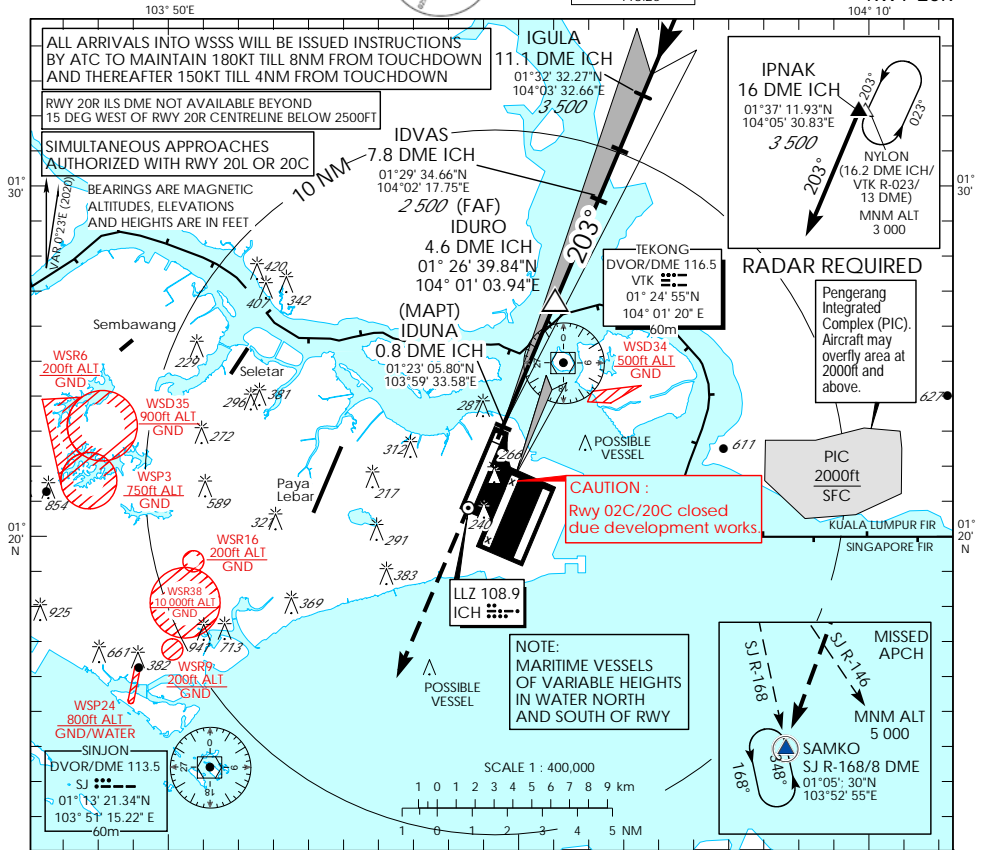 103° 50'E
104° 10'E
ALL ARRIVALS INTO WSSS WILL BE ISSUED INSTRUCTIONS
BY ATC TO MAINTAIN 180KT TILL 8NM FROM TOUCHDOWN
AND THEREAFTER 150KT TILL 4NM FROM TOUCHDOWN
RWY 20R ILS DME NOT AVAILABLE BEYOND
15 DEG WEST OF RWY 20R CENTRELINE BELOW 2500FT
SIMULTANEOUS APPROACHES
AUTHORIZED WITH RWY 20L OR 20C
BEARINGS ARE MAGNETIC
ALTITUDES, ELEVATIONS
AND HEIGHTS ARE IN FEET
VAR 0°23'E (2020)
01°
30'
10 NM
IGULA
11.1 DME ICH
01°32' 32.27"N
104°03' 32.66"E
3 500
IDVAS
7.8 DME ICH
01°29' 34.66"N
104°02' 17.75"E
2 500 (FAF)
IDURO
4.6 DME ICH
01° 26' 39.84"N
104° 01' 03.94"E
(MAPT)
IDUNA
0.8 DME ICH
01°23' 05.80"N
103°59' 33.58"E
203°
IPNAK
16 DME ICH
01°37' 11.93"N
104°05' 30.83"E
3 500
203°
023°
203°
NYLON
(16.2 DME ICH/
VTK R-023/
13 DME)
MNM ALT
3 000
01°
30'
TEKONG
DVOR/DME 116.5
VTK
01° 24' 55"N
104° 01' 20" E
60m
RADAR REQUIRED
Pengerang
Integrated
Complex (PIC).
Aircraft may
overfly area at
2000ft and
above.
WSD34
500ft ALT
GND
420
401
342
Sembawang
229
Seletar
296
381
272
WSR6
200ft ALT
GND
WSD35
900ft ALT
GND
WSP3
750ft ALT
GND
854
589
321
Paya
Lebar
312
217
291
281
266
240
383
369
627
611
POSSIBLE
VESSEL
PIC
2000ft
SFC
CAUTION :
Rwy 02C/20C closed
due development works.
KUALA LUMPUR FIR
SINGAPORE FIR
01°
20'
N
01°
20'
N
WSR16
200ft ALT
GND
WSR38
10 000ft ALT
GND
925
661
382
941
713
WSR9
200ft ALT
GND
WSP24
800ft ALT
GND/WATER
LLZ 108.9
ICH
POSSIBLE
VESSEL
NOTE:
MARITIME VESSELS
OF VARIABLE HEIGHTS
IN WATER NORTH
AND SOUTH OF RWY
SINJON
DVOR/DME 113.5
SJ
01° 13' 21.34"N
103° 51' 15.22" E
60m
0
9
18
27
SCALE 1 : 400,000
1 0 1 2 3 4 5 6 7 8 9 km
1 0 1 2 3 4 5 NM
MISSED
APCH
SJ R-168
SJ R-146
MNM ALT
5 000
SAMKO
SJ R-168/8 DME
01°05'; 30"N
103°52' 55"E
168°
348°